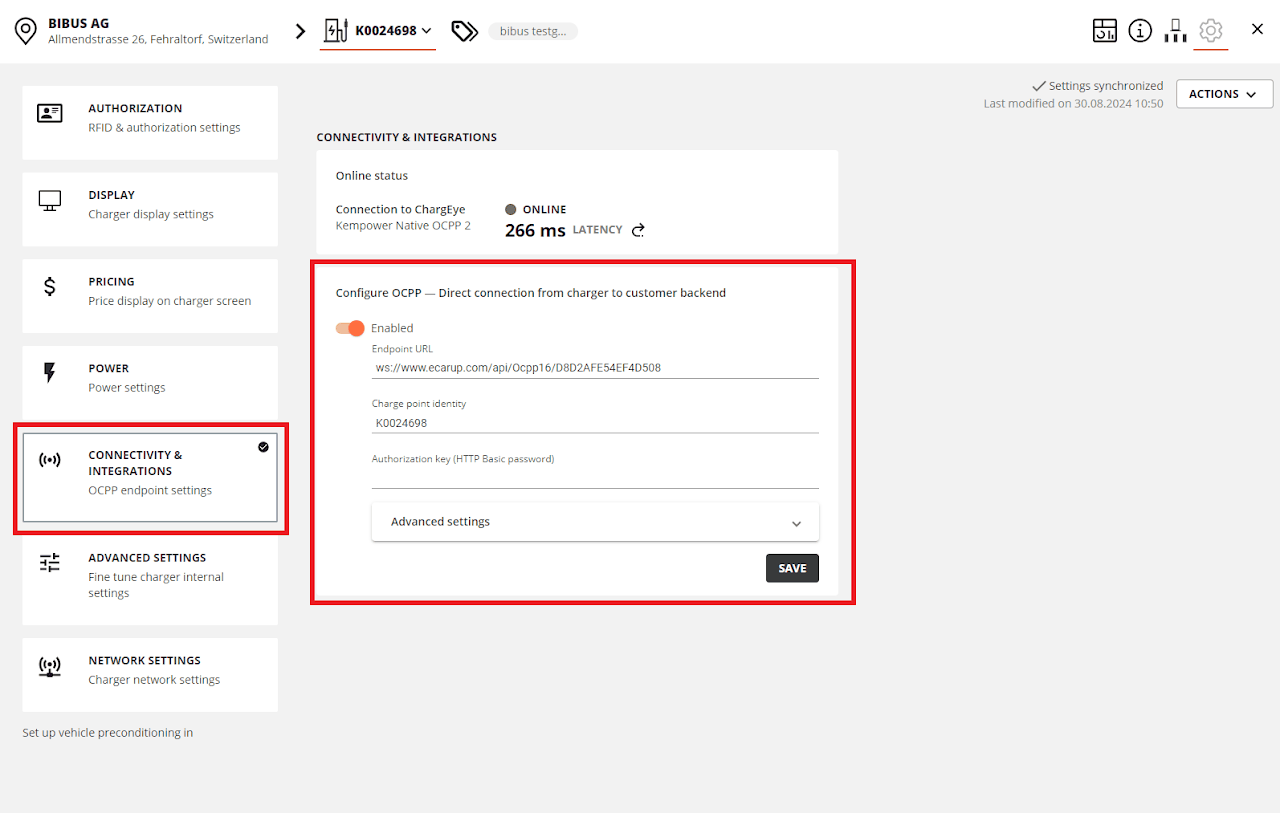 BIBUS AG
Allmendstrasse 26, Fehraltorf, Switzerland
K0024698
bibus testg...
Settings synchronized
Last modified on 30.08.2024 10:50
ACTIONS
AUTHORIZATION
RFID & authorization settings
DISPLAY
Charger display settings
PRICING
Price display on charger screen
POWER
Power settings
CONNECTIVITY &
INTEGRATIONS
OCPP endpoint settings
ADVANCED SETTINGS
Fine tune charger internal
settings
NETWORK SETTINGS
Charger network settings
Set up vehicle preconditioning in
CONNECTIVITY & INTEGRATIONS
Online status
Connection to ChargEye
Kempower Native OCPP 2
ONLINE
266 ms LATENCY
Configure OCPP — Direct connection from charger to customer backend
Enabled
Endpoint URL
ws://www.ecarup.com/api/Ocpp16/D8D2AFE54EF4D508
Charge point identity
K0024698
Authorization key (HTTP Basic password)
Advanced settings
SAVE